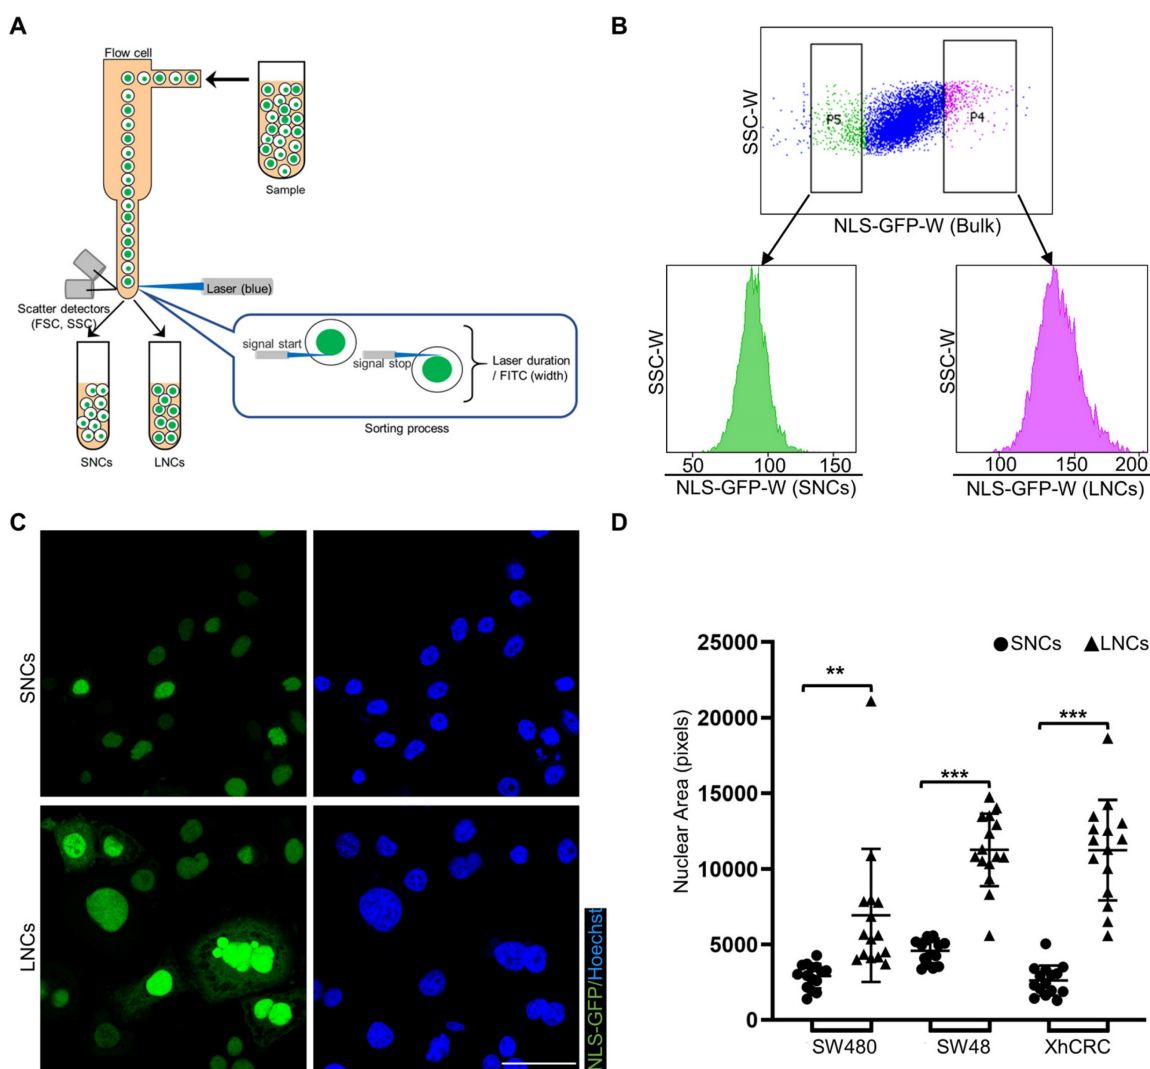 A
Flow cell
Sample
Scatter detectors
(FSC, SSC)
Laser (blue)
signal start
signal stop
Laser duration
/ FITC (width)
Sorting process
SNCs
LNCs
B
SSC-W
P5
P4
NLS-GFP-W (Bulk)
SSC-W
50
100
150
NLS-GFP-W (SNCs)
SSC-W
100
150
200
NLS-GFP-W (LNCs)
C
SNCs
LNCs
NLS-GFP/Hoechst
D
Nuclear Area (pixels)
25000
20000
15000
10000
5000
0
SNCs
LNCs
**
***
***
SW480
SW48
XhCRC